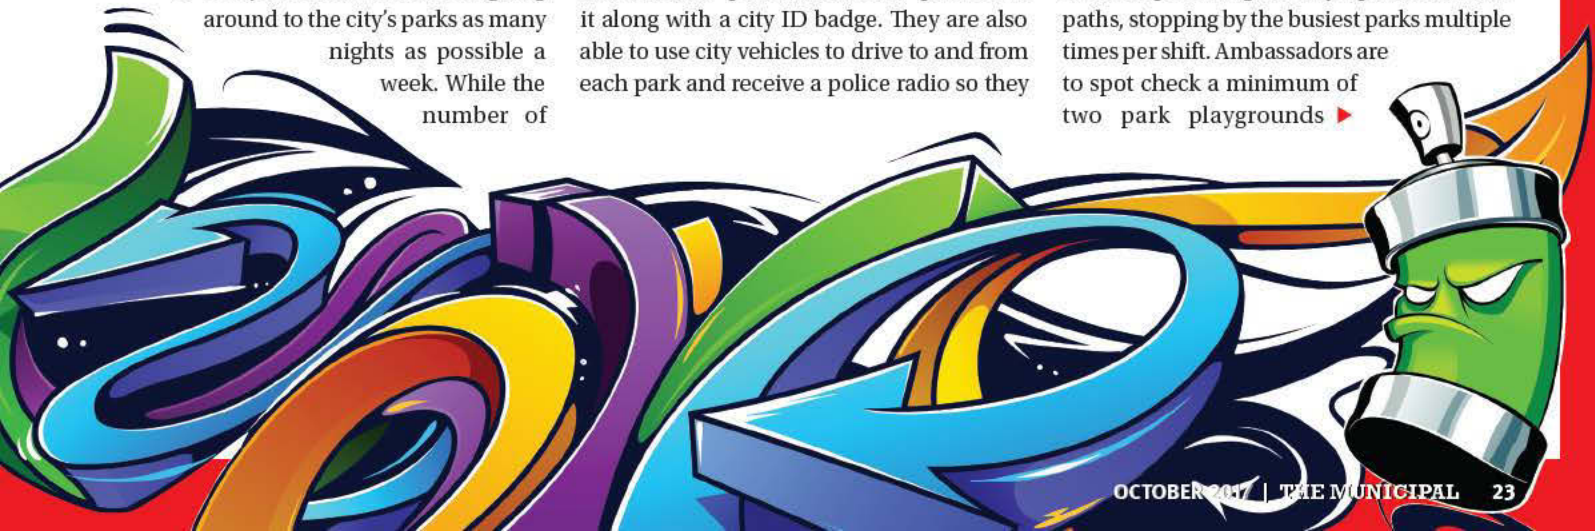 around to the city's parks as many
nights as possible a
week. While the
number of
it along with a city ID badge. They are also
able to use city vehicles to drive to and from
each park and receive a police radio so they
paths, stopping by the busiest parks multiple
times per shift. Ambassadors are
to spot check a minimum of
two park playgrounds ▶
OCTOBER 2017 | THE MUNICIPAL 23